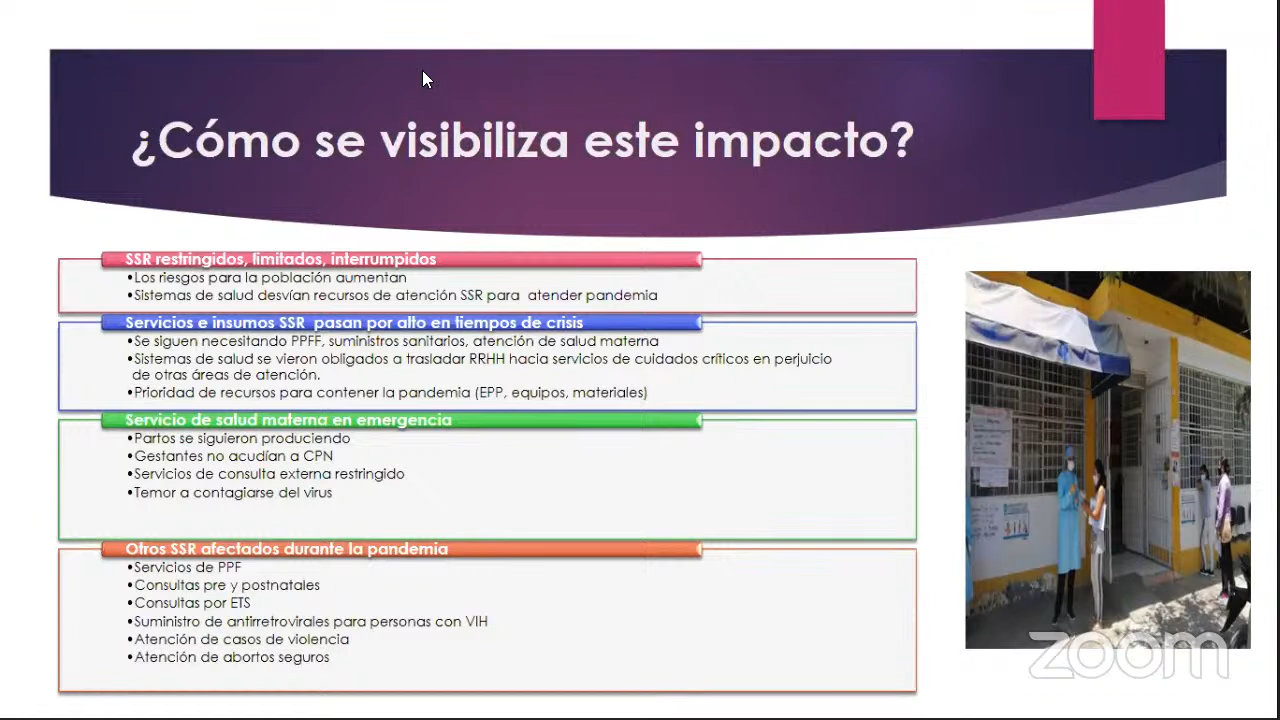 ¿Cómo se visibiliza este impacto?
SSR restringidos, limitados, interrumpidos
•Los riesgos para la población aumentan
•Sistemas de salud desvían recursos de atención SSR para atender pandemia
Servicios e insumos SSR pasan por alto en tiempos de crisis
•Se siguen necesitando PPFF, suministros sanitarios, atención de salud materna
•Sistemas de salud se vieron obligados a trasladar RRHH hacia servicios de cuidados críticos en perjuicio
de otras áreas de atención.
•Prioridad de recursos para contener la pandemia (EPP, equipos, materiales)
Servicio de salud materna en emergencia
•Partos se siguieron produciendo
•Gestantes no acudían a CPN
•Servicios de consulta externa restringido
•Temor a contagiarse del virus
Otros SSR afectados durante la pandemia
•Servicios de PPF
•Consultas pre y postnatales
•Consultas por ETS
•Suministro de antirretrovirales para personas con VIH
•Atención de casos de violencia
•Atención de abortos seguros
zoom